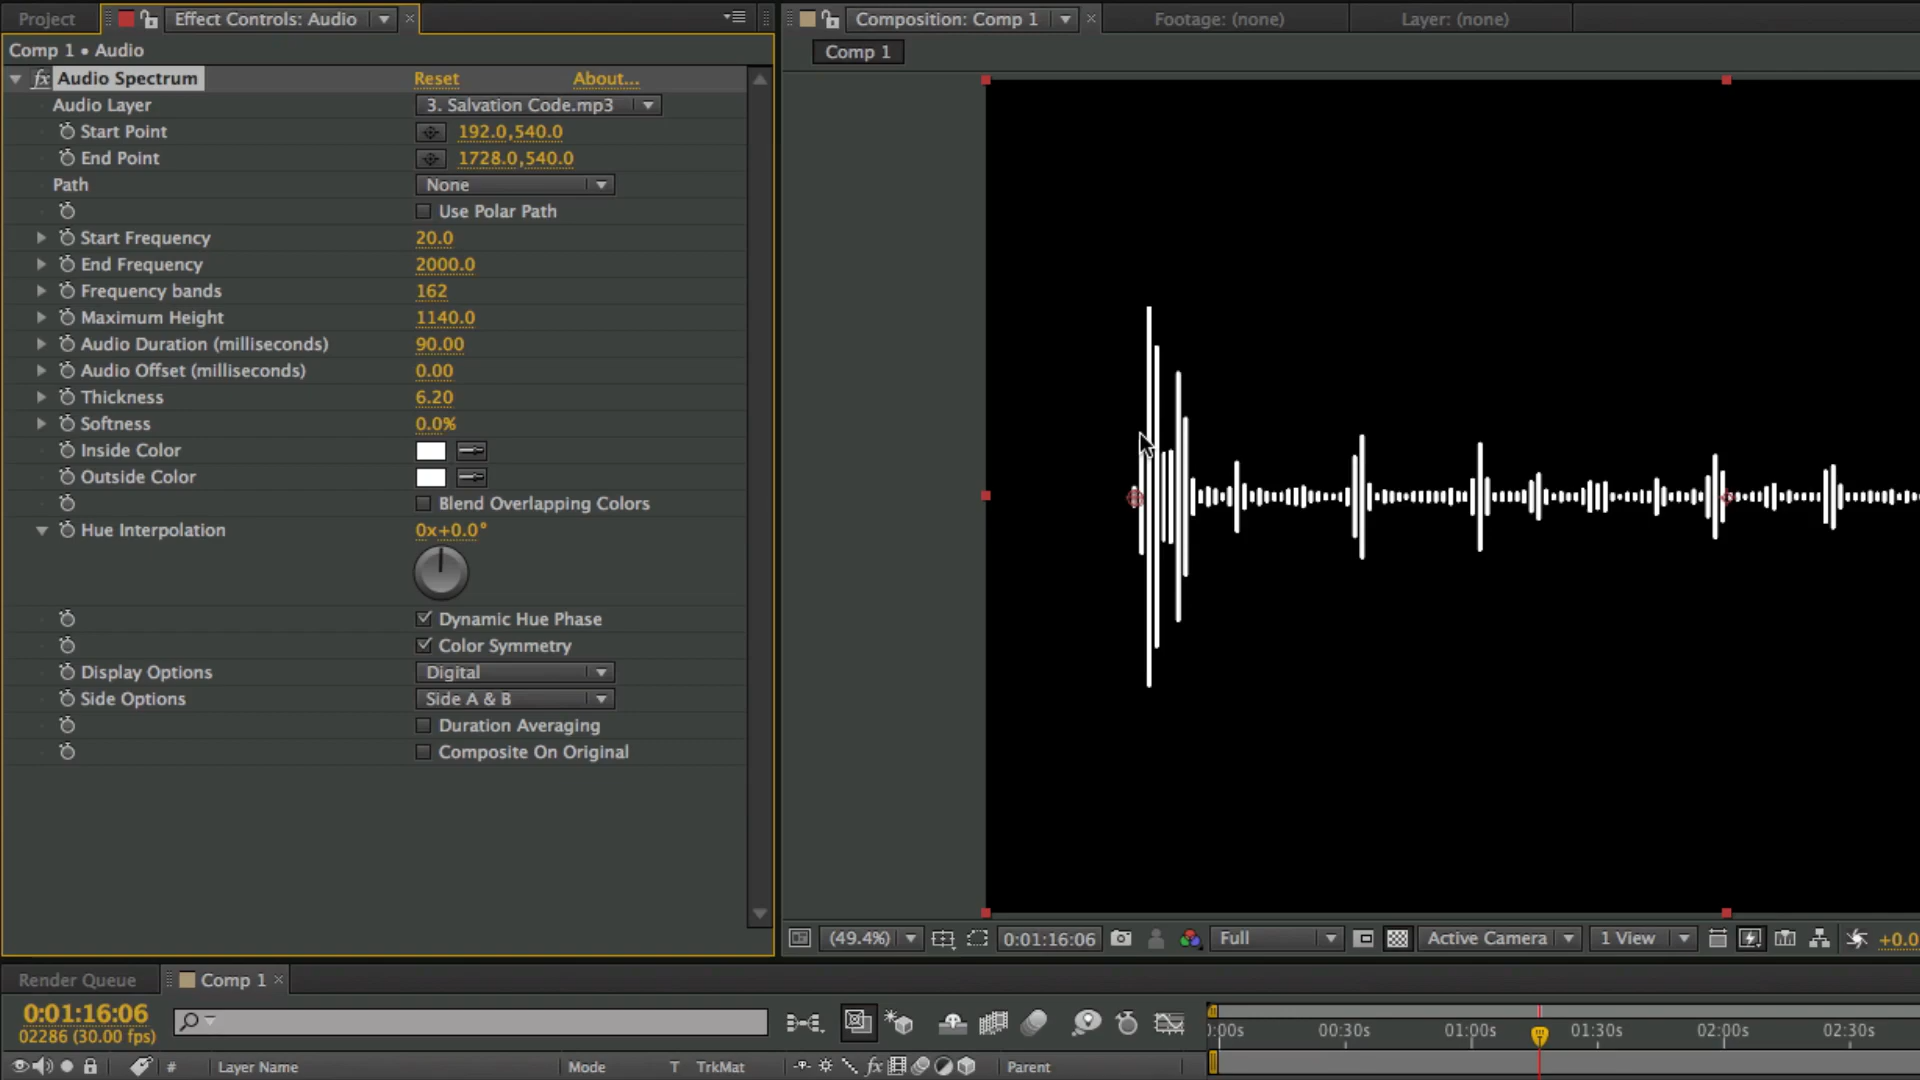 Project
Effect Controls: Audio
Comp 1 • Audio
fx Audio Spectrum Reset About...
Audio Layer 3. Salvation Code.mp3
Start Point 192.0,540.0
End Point 1728.0,540.0
Path None
Use Polar Path
Start Frequency 20.0
End Frequency 2000.0
Frequency bands 162
Maximum Height 1140.0
Audio Duration (milliseconds) 90.00
Audio Offset (milliseconds) 0.00
Thickness 6.20
Softness 0.0%
Inside Color
Outside Color
Blend Overlapping Colors
Hue Interpolation 0x+0.0°
Dynamic Hue Phase
Color Symmetry
Display Options Digital
Side Options Side A & B
Duration Averaging
Composite On Original
Composition: Comp 1
Footage: (none)
Layer: (none)
Comp 1
(49.4%) 0:01:16:06 Full Active Camera 1 View +0.0
Render Queue
Comp 1
0:01:16:06
02286 (30.00 fps)
# Layer Name Mode T TrkMat fx Parent
):00s 00:30s 01:00s 01:30s 02:00s 02:30s